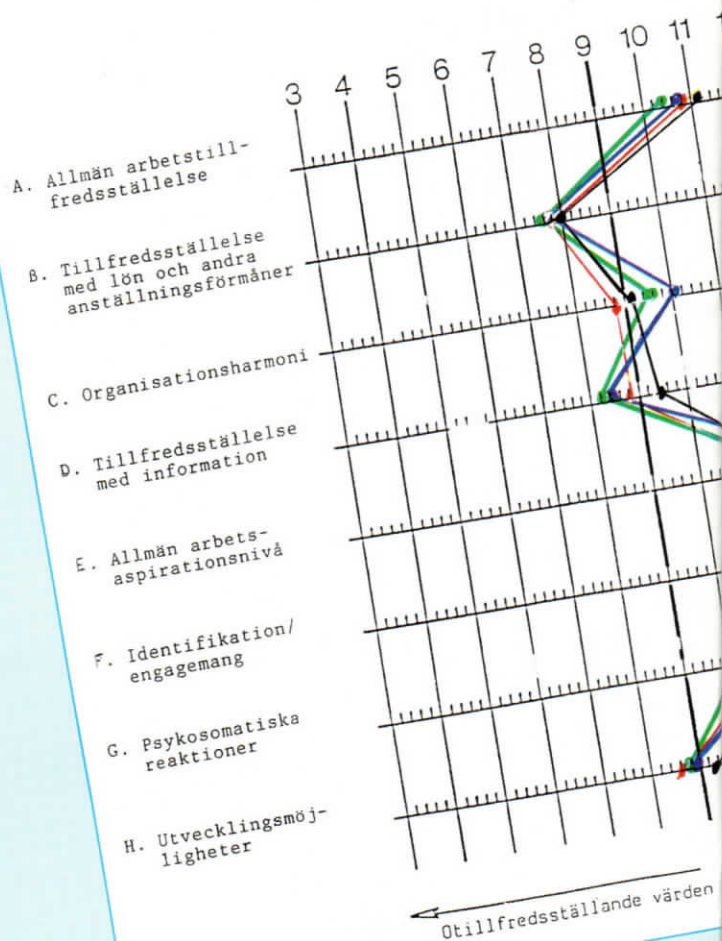 3 4 5 6 7 8 9 10 11
A. Allmän arbetstill-
fredsställelse
B. Tillfredsställelse
med lön och andra
anställningsförmåner
C. Organisationsharmoni
D. Tillfredsställelse
med information
E. Allmän arbets-
aspirationsnivå
F. Identifikation/
engagemang
G. Psykosomatiska
reaktioner
H. Utvecklingsmöj-
ligheter
Otillfredsställande värden